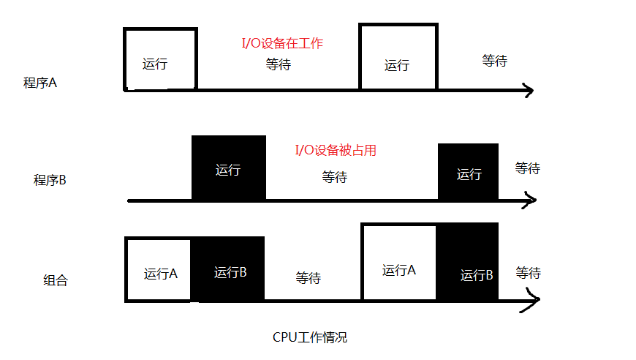 I/O设备在工作
运行 等待 运行 等待
程序A
I/O设备被占用
运行 等待 运行 等待
程序B
运行A 运行B 等待 运行A 运行B 等待
组合
CPU工作情况